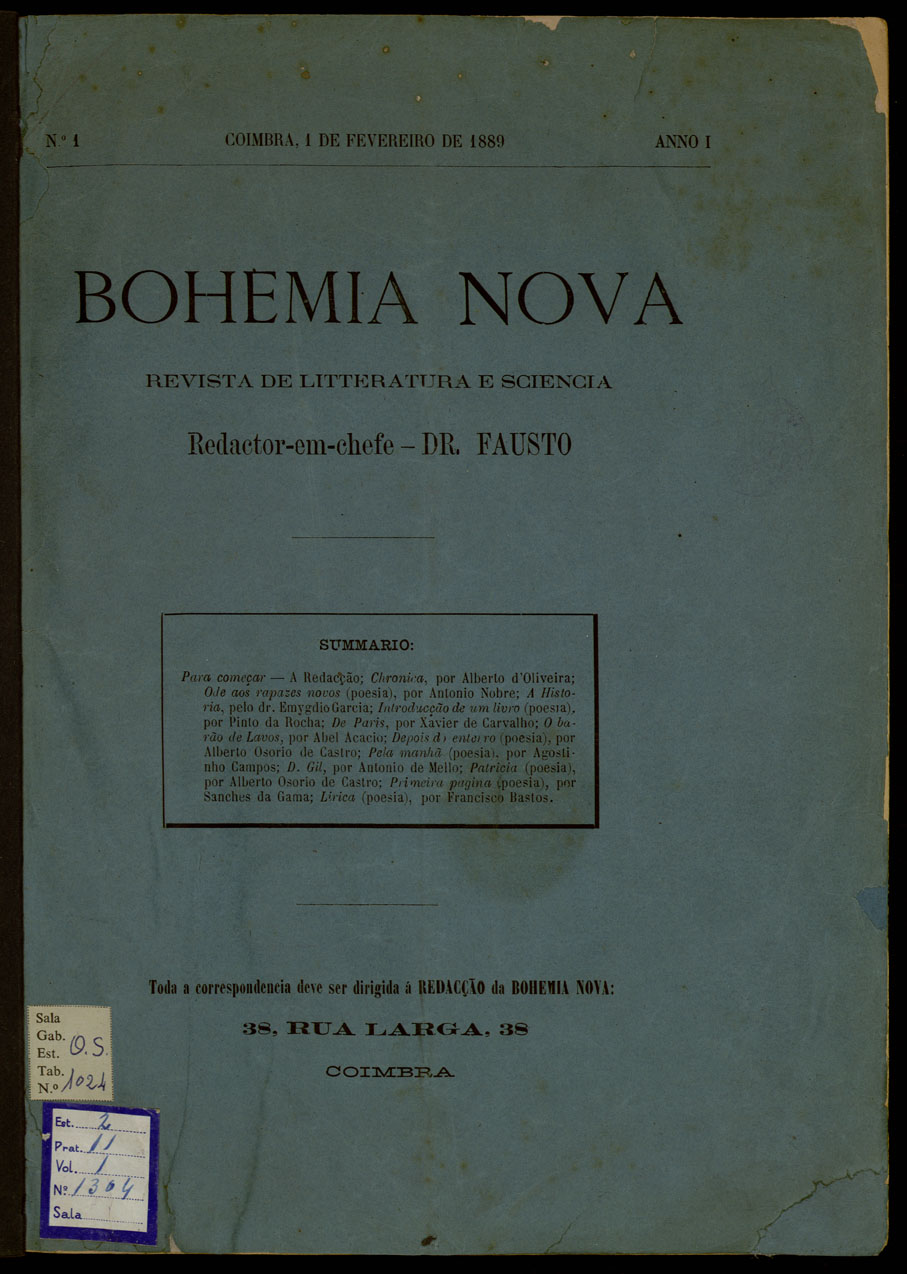 N.º 1 COIMBRA, 1 DE FEVEREIRO DE 1889 ANNO I
BOHEMIA NOVA
REVISTA DE LITTERATURA E SCIENCIA
Redactor-em-chefe – DR. FAUSTO
SUMMARIO:
Para começar — A Redacção; Chronica, por Alberto d'Oliveira;
Ode aos rapazes novos (poesia), por Antonio Nobre; A Histo-
ria, pelo dr. Emygdio Garcia; Introducção de um livro (poesia),
por Pinto da Rocha; De Paris, por Xavier de Carvalho; O ba-
rão de Lavos, por Abel Acacio; Depois do enterro (poesia), por
Alberto Osorio de Castro; Pela manhã (poesia), por Agosti-
nho Campos; D. Gil, por Antonio de Mello; Patricia (poesia),
por Alberto Osorio de Castro; Primeira pagina (poesia), por
Sanches da Gama; Lirica (poesia), por Francisco Bastos.
Toda a correspondencia deve ser dirigida á REDACÇÃO da BOHEMIA NOVA:
38, RUA LARGA, 38
COIMBRA
Sala
Gab.
Est. O.S.
Tab.
N.º 1024
Est. 2
Prat. 11
Vol. 1
Nº 1304
Sala